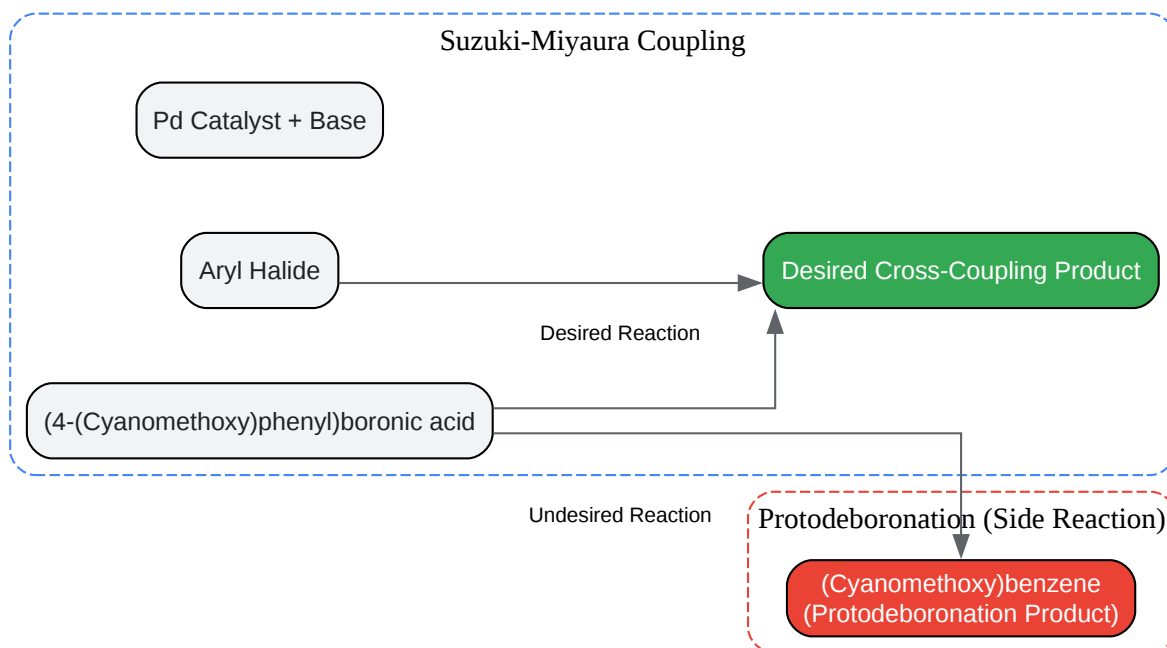 Suzuki-Miyaura Coupling
Pd Catalyst + Base
Aryl Halide
Desired Cross-Coupling Product
Desired Reaction
(4-(Cyanomethoxy)phenyl)boronic acid
Undesired Reaction
Protodeboronation (Side Reaction)
(Cyanomethoxy)benzene
(Protodeboronation Product)